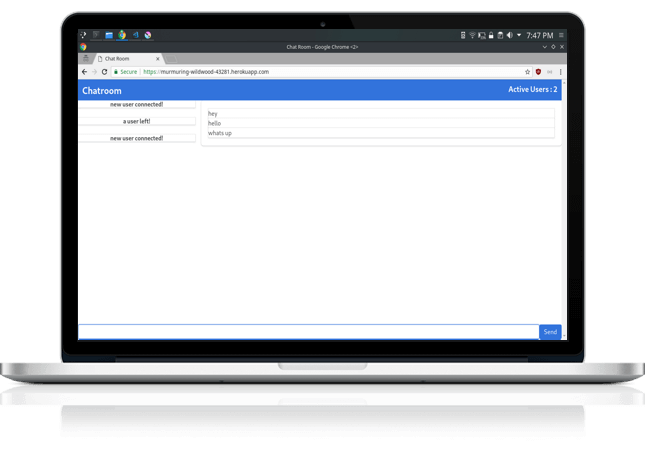 7:47 PM
Chat Room - Google Chrome <2>
Chat Room
Secure
https://murmuring-wildwood-43281.herokuapp.com
Chatroom
Active Users : 2
new user connected!
a user left!
new user connected!
hey
hello
whats up
Send